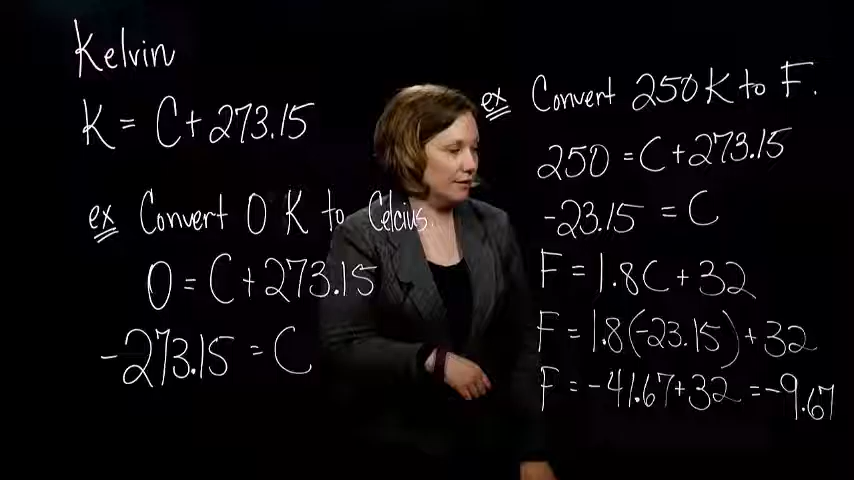 Kelvin
K = C + 273.15
ex Convert 0 K to Celcius.
0 = C + 273.15
-273.15 = C
ex Convert 250 K to F.
250 = C + 273.15
-23.15 = C
F = 1.8C + 32
F = 1.8(-23.15) + 32
F = -41.67 + 32 = -9.67